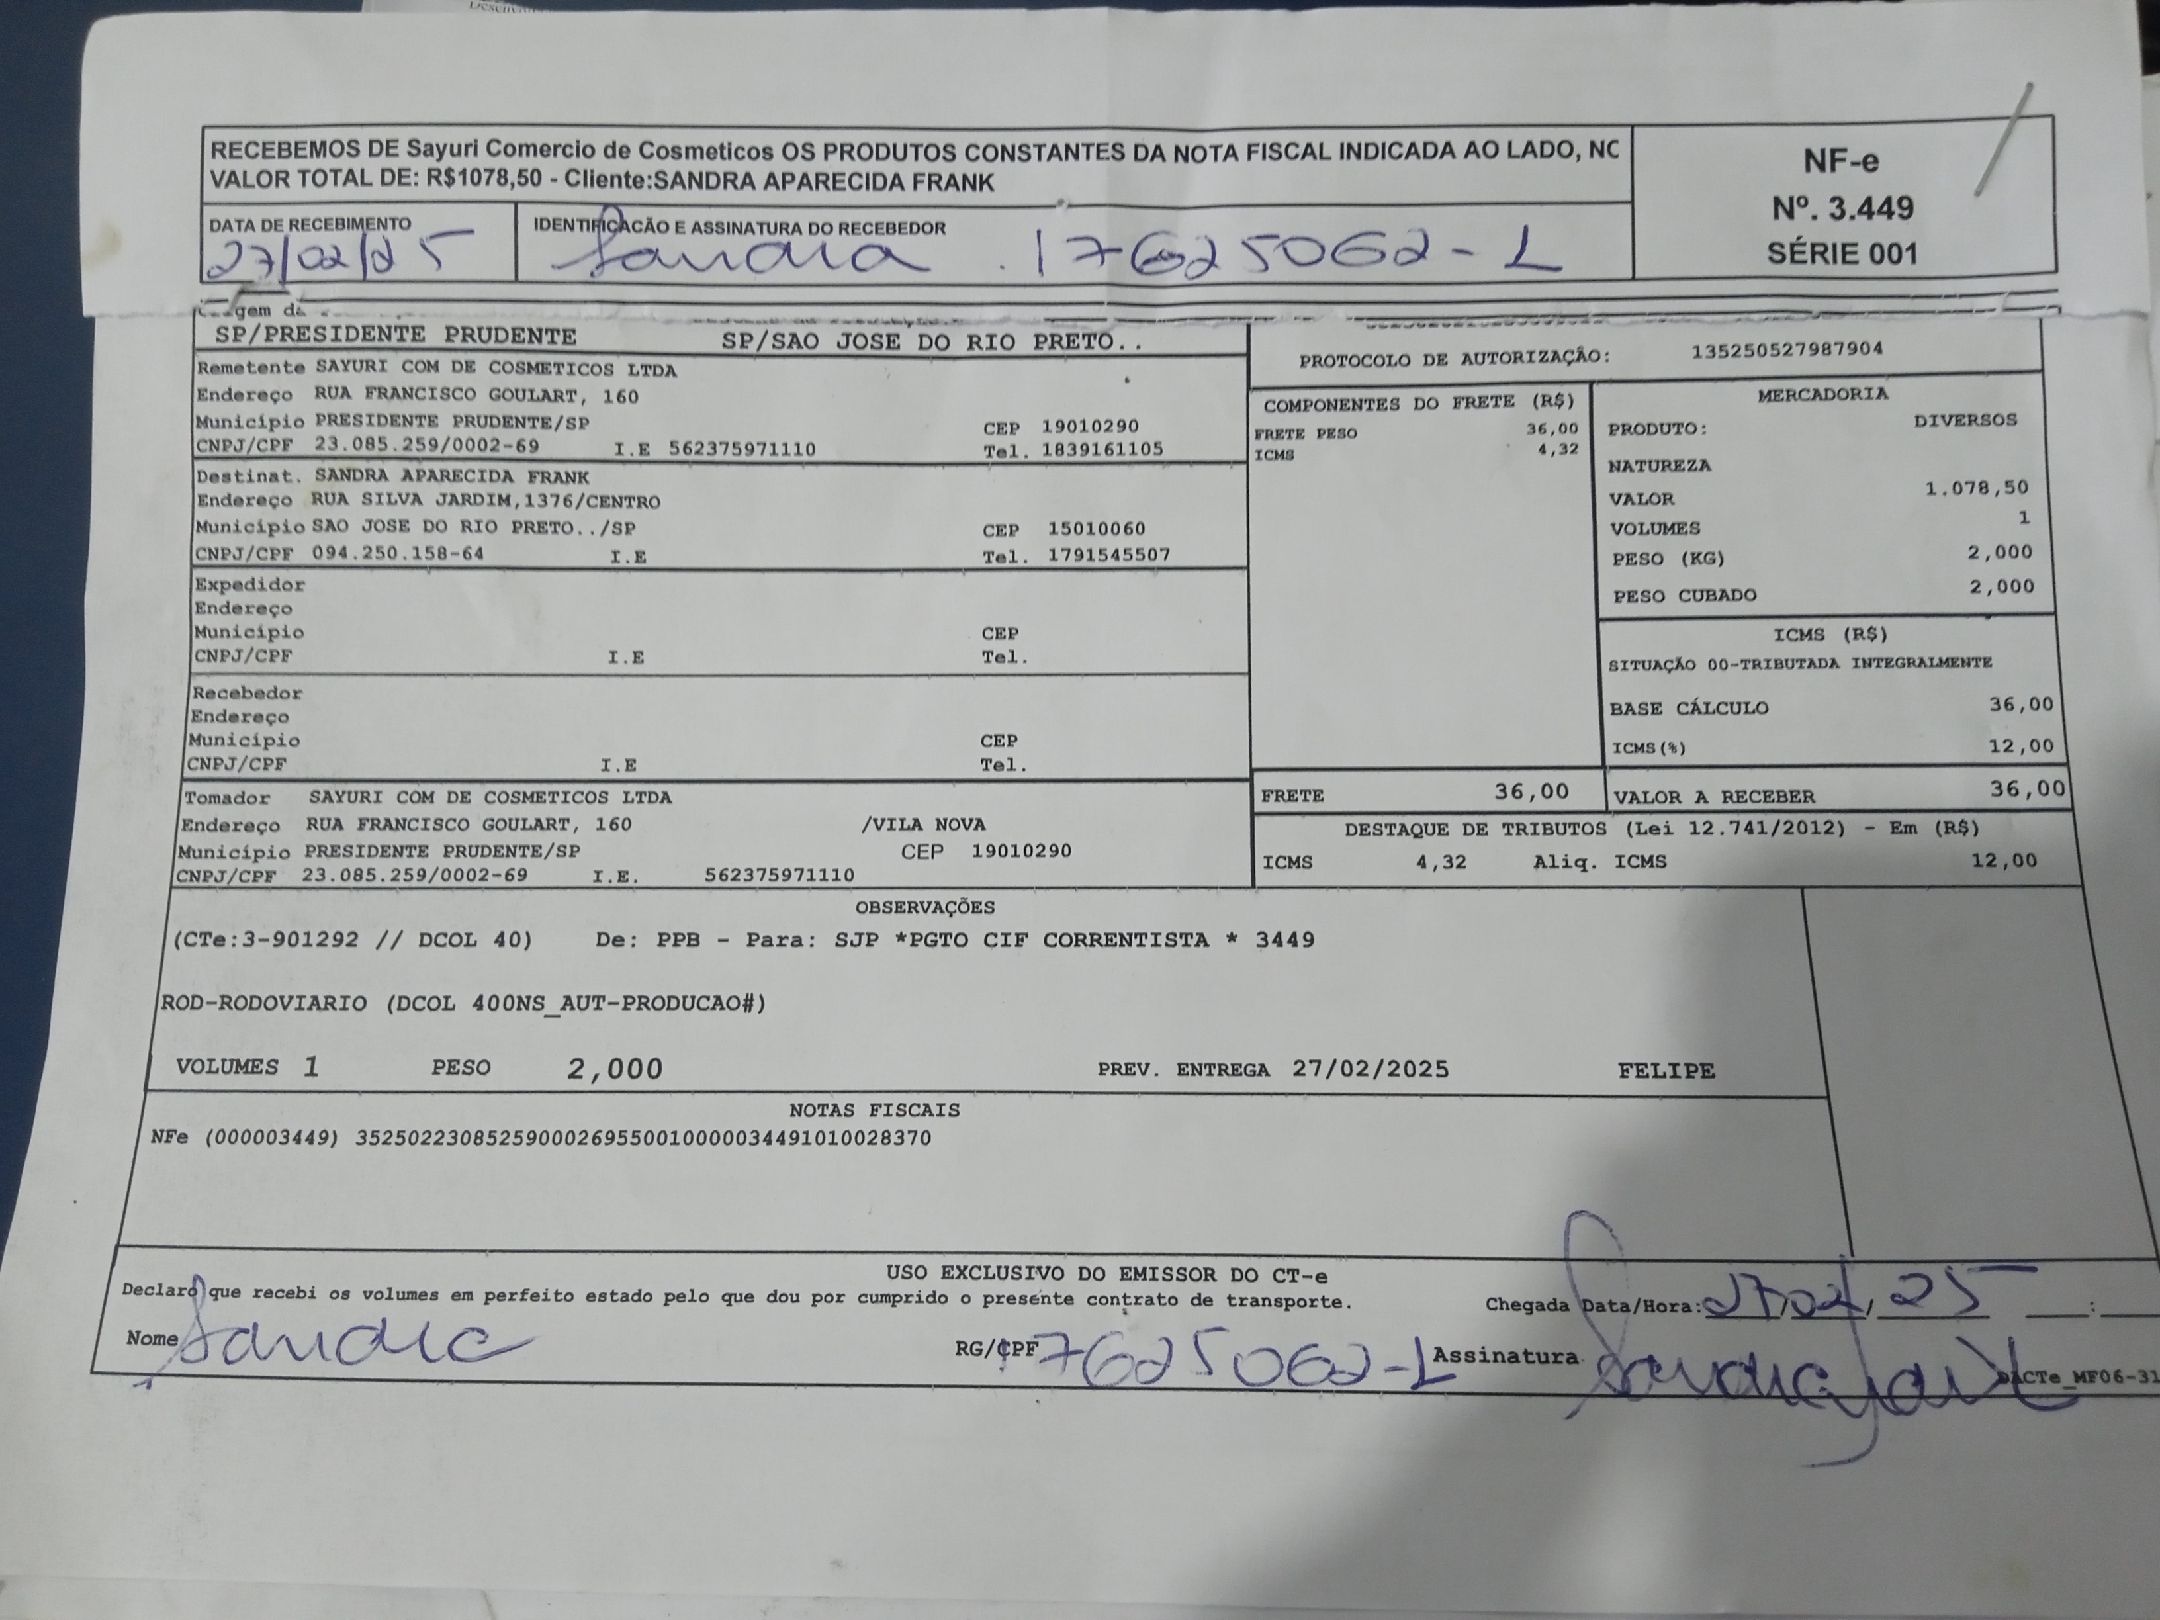 RECEBEMOS DE Sayuri Comercio de Cosmeticos OS PRODUTOS CONSTANTES DA NOTA FISCAL INDICADA AO LADO, NC
VALOR TOTAL DE: R$1078,50 - Cliente:SANDRA APARECIDA FRANK
DATA DE RECEBIMENTO
27/02/25
IDENTIFICACÃO E ASSINATURA DO RECEBEDOR
Sandra 17625062-L
NF-e
Nº. 3.449
SÉRIE 001
gem da
SP/PRESIDENTE PRUDENTE SP/SAO JOSE DO RIO PRETO..
Remetente SAYURI COM DE COSMETICOS LTDA
Endereço RUA FRANCISCO GOULART, 160
Município PRESIDENTE PRUDENTE/SP CEP 19010290
CNPJ/CPF 23.085.259/0002-69 I.E 562375971110 Tel. 1839161105
Destinat. SANDRA APARECIDA FRANK
Endereço RUA SILVA JARDIM,1376/CENTRO
Município SAO JOSE DO RIO PRETO../SP CEP 15010060
CNPJ/CPF 094.250.158-64 I.E Tel. 1791545507
Expedidor
Endereço
Município CEP
CNPJ/CPF I.E Tel.
Recebedor
Endereço
Município CEP
CNPJ/CPF I.E Tel.
Tomador SAYURI COM DE COSMETICOS LTDA
Endereço RUA FRANCISCO GOULART, 160 /VILA NOVA
Município PRESIDENTE PRUDENTE/SP CEP 19010290
CNPJ/CPF 23.085.259/0002-69 I.E. 562375971110
PROTOCOLO DE AUTORIZAÇÃO: 135250527987904
COMPONENTES DO FRETE (R$)
FRETE PESO 36,00
ICMS 4,32
MERCADORIA
PRODUTO: DIVERSOS
NATUREZA
VALOR 1.078,50
VOLUMES 1
PESO (KG) 2,000
PESO CUBADO 2,000
ICMS (R$)
SITUAÇÃO 00-TRIBUTADA INTEGRALMENTE
BASE CÁLCULO 36,00
ICMS(%) 12,00
FRETE 36,00 VALOR A RECEBER 36,00
DESTAQUE DE TRIBUTOS (Lei 12.741/2012) - Em (R$)
ICMS 4,32 Aliq. ICMS 12,00
OBSERVAÇÕES
(CTe:3-901292 // DCOL 40) De: PPB - Para: SJP *PGTO CIF CORRENTISTA * 3449
ROD-RODOVIARIO (DCOL 400NS_AUT-PRODUCAO#)
VOLUMES 1 PESO 2,000 PREV. ENTREGA 27/02/2025 FELIPE
NOTAS FISCAIS
NFe (000003449) 35250223085259000269550010000034491010028370
USO EXCLUSIVO DO EMISSOR DO CT-e
Declaro que recebi os volumes em perfeito estado pelo que dou por cumprido o presente contrato de transporte.
Chegada Data/Hora: 27/02/25 __:__
Nome Sandra RG/CPF 17625062-L Assinatura Sandra
DACTe_MF06-31